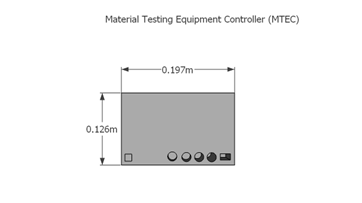 Material Testing Equipment Controller (MTEC)
0.197m
0.126m